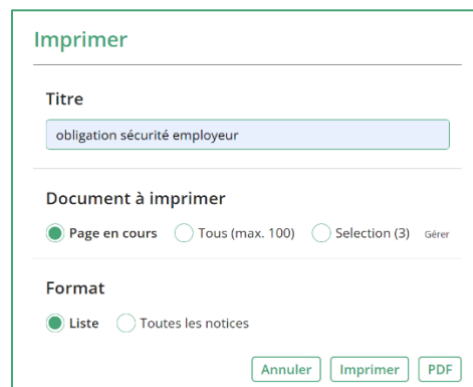 Imprimer
Titre
obligation sécurité employeur
Document à imprimer
Page en cours Tous (max. 100) Selection (3) Gérer
Format
Liste Toutes les notices
Annuler Imprimer PDF